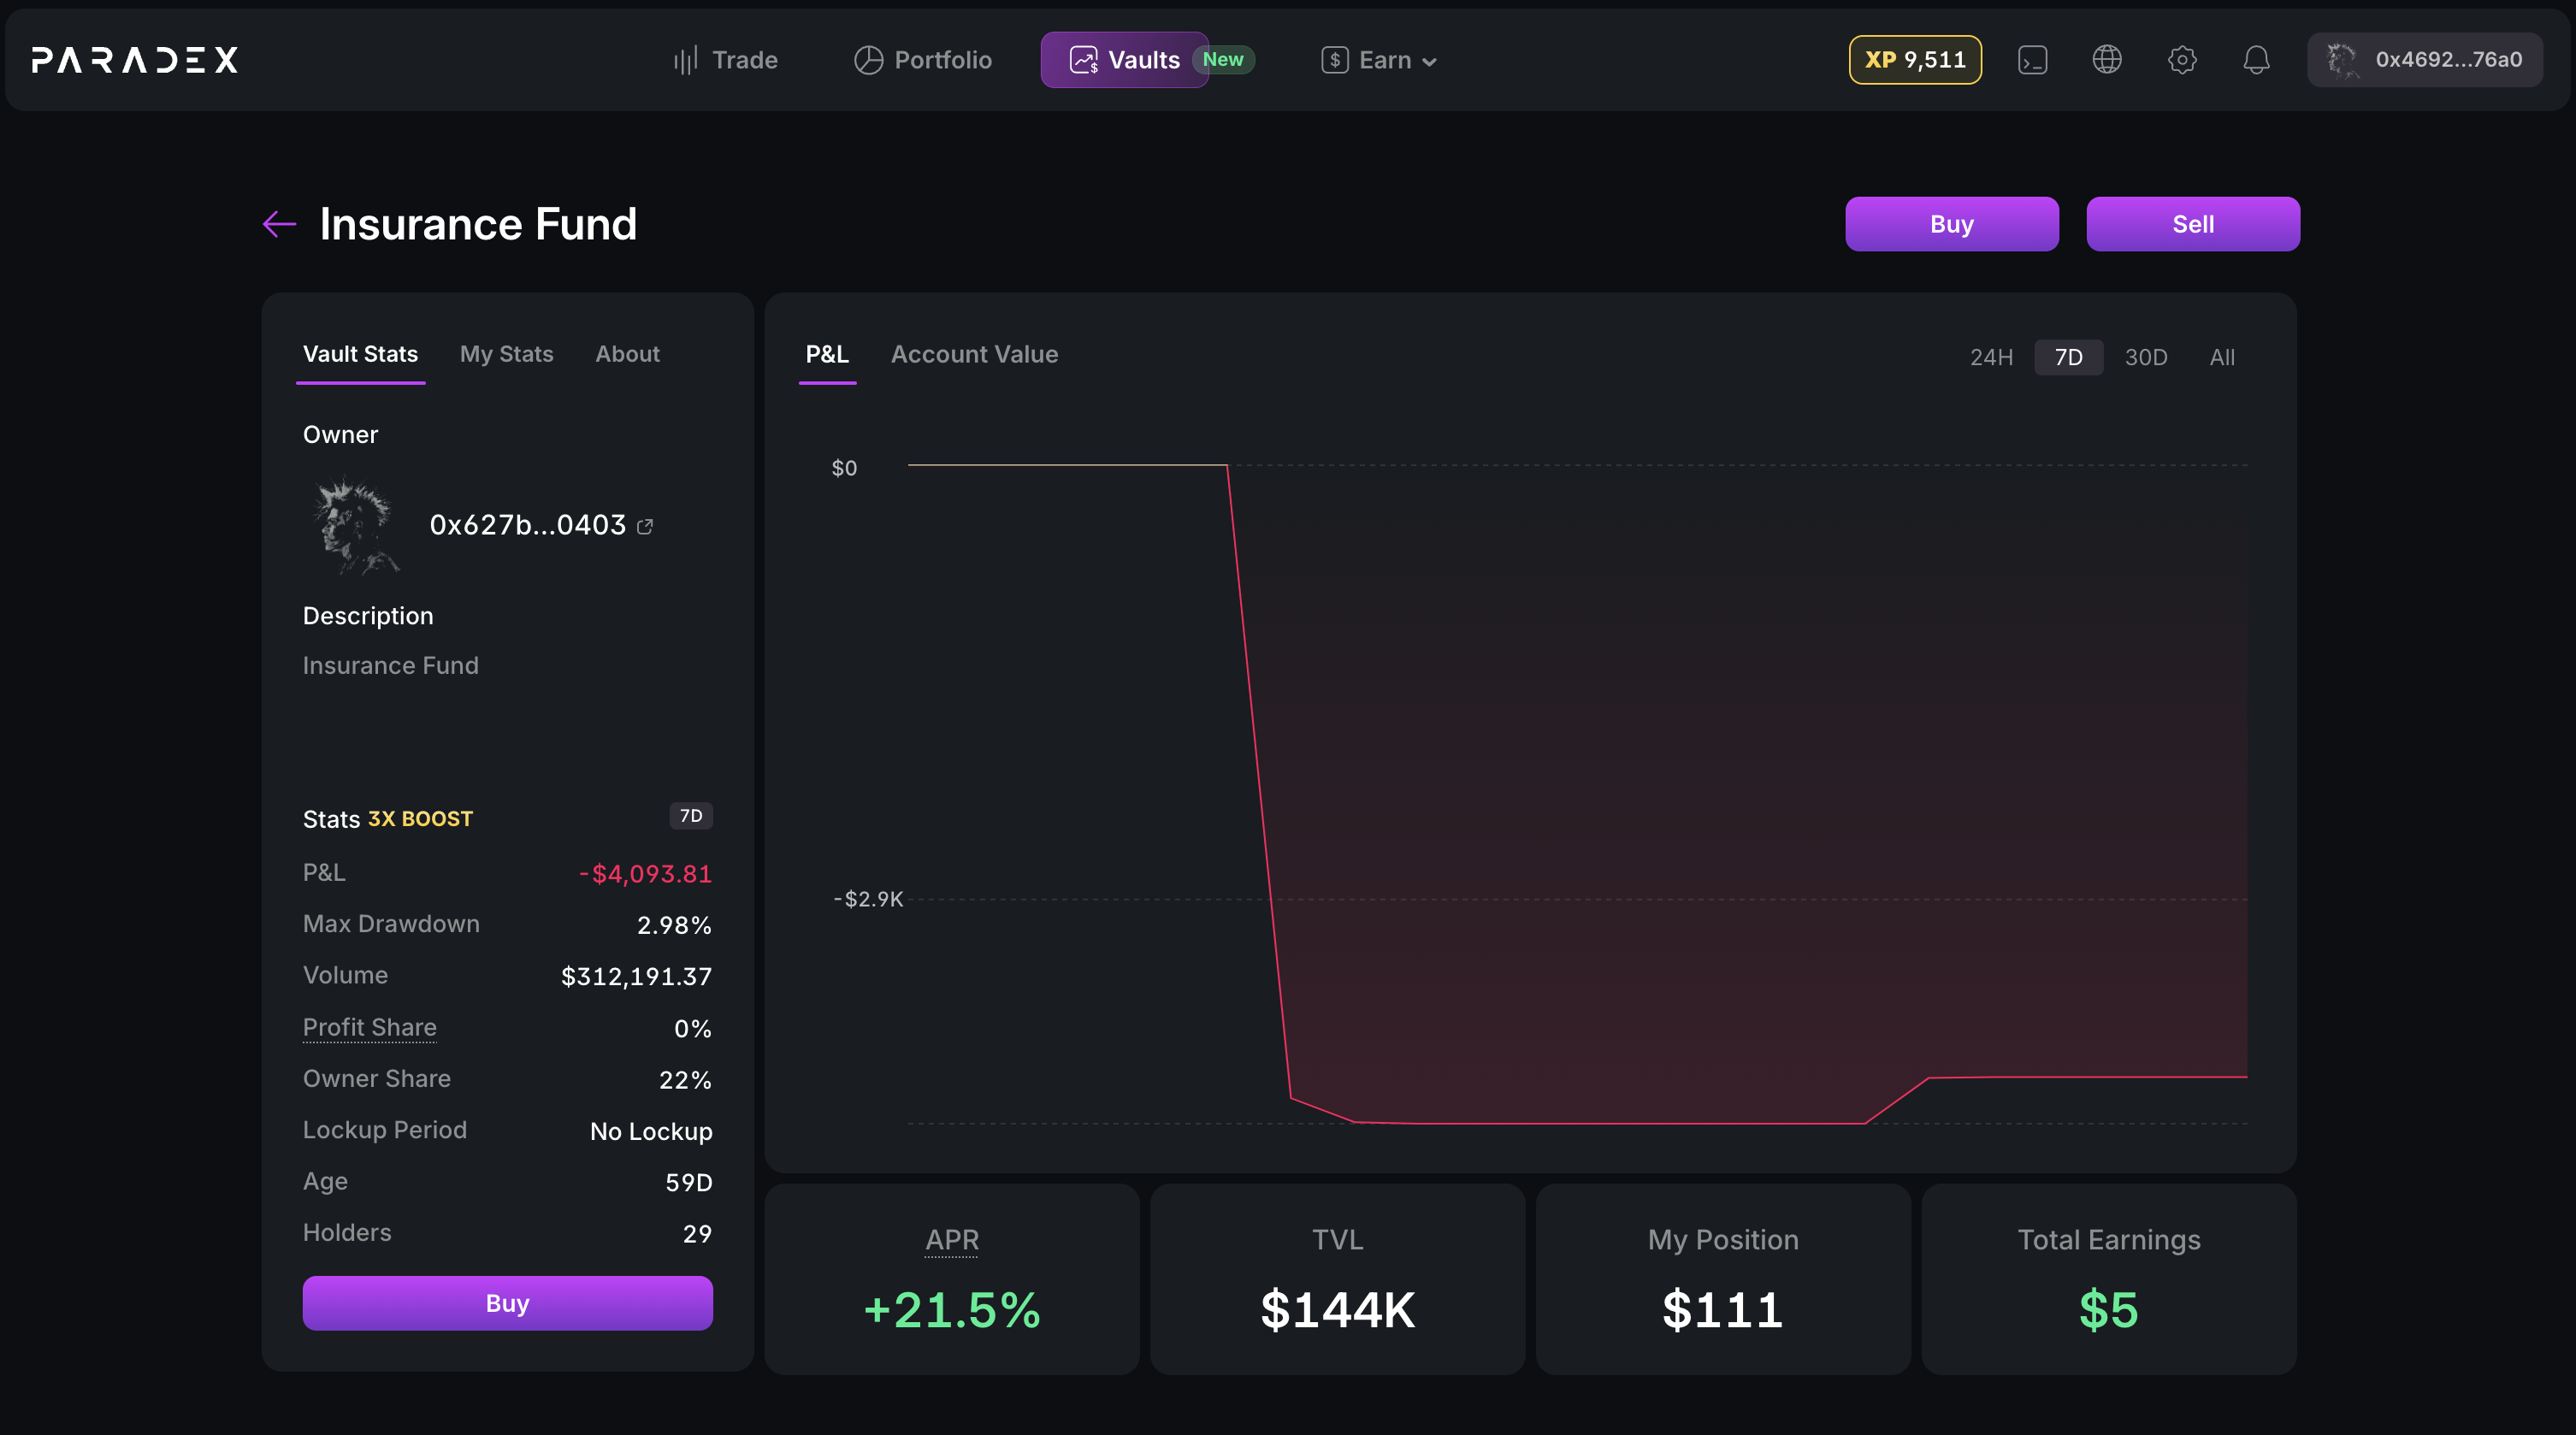 PARADEX
Trade
Portfolio
Vaults
New
Earn
XP 9,511
0x4692...76a0
Insurance Fund
Buy
Sell
Vault Stats
My Stats
About
Owner
0x627b...0403
Description
Insurance Fund
Stats 3X BOOST
7D
P&L -$4,093.81
Max Drawdown 2.98%
Volume $312,191.37
Profit Share 0%
Owner Share 22%
Lockup Period No Lockup
Age 59D
Holders 29
Buy
P&L
Account Value
24H
7D
30D
All
$0
-$2.9K
APR
+21.5%
TVL
$144K
My Position
$111
Total Earnings
$5